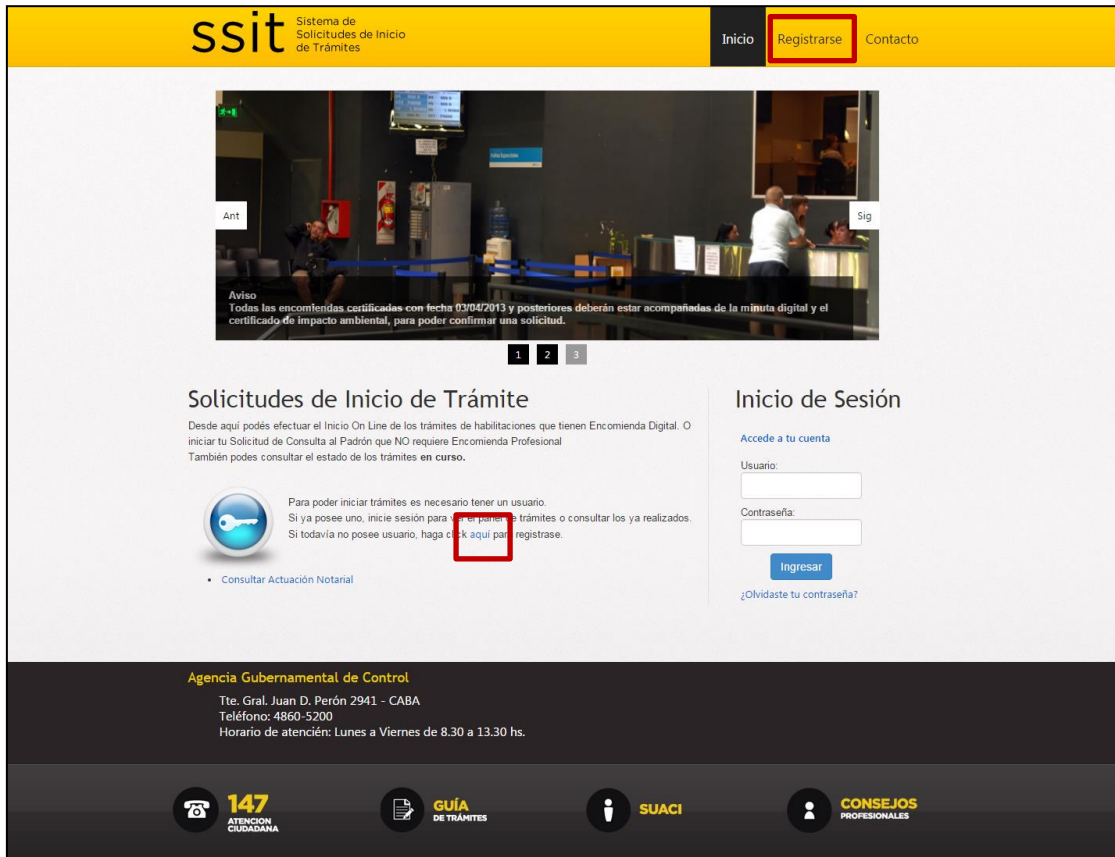 ssit
Sistema de
Solicitudes de Inicio
de Trámites
Inicio
Registrarse
Contacto
Ant
Sig
Aviso
Todas las encomiendas certificadas con fecha 03/04/2013 y posteriores deberán estar acompañadas de la minuta digital y el
certificado de impacto ambiental, para poder confirmar una solicitud.
1 2 3
Solicitudes de Inicio de Trámite
Desde aquí podés efectuar el Inicio On Line de los trámites de habilitaciones que tienen Encomienda Digital. O
iniciar tu Solicitud de Consulta al Padrón que NO requiere Encomienda Profesional
También podes consultar el estado de los trámites en curso.
Para poder iniciar trámites es necesario tener un usuario.
Si ya posee uno, inicie sesión para ver el panel de trámites o consultar los ya realizados.
Si todavía no posee usuario, haga click aquí para registrase.
• Consultar Actuación Notarial
Inicio de Sesión
Accede a tu cuenta
Usuario:
Contraseña:
Ingresar
¿Olvidaste tu contraseña?
Agencia Gubernamental de Control
Tte. Gral. Juan D. Perón 2941 - CABA
Teléfono: 4860-5200
Horario de atención: Lunes a Viernes de 8.30 a 13.30 hs.
147
ATENCION
CIUDADANA
GUÍA
DE TRÁMITES
SUACI
CONSEJOS
PROFESIONALES